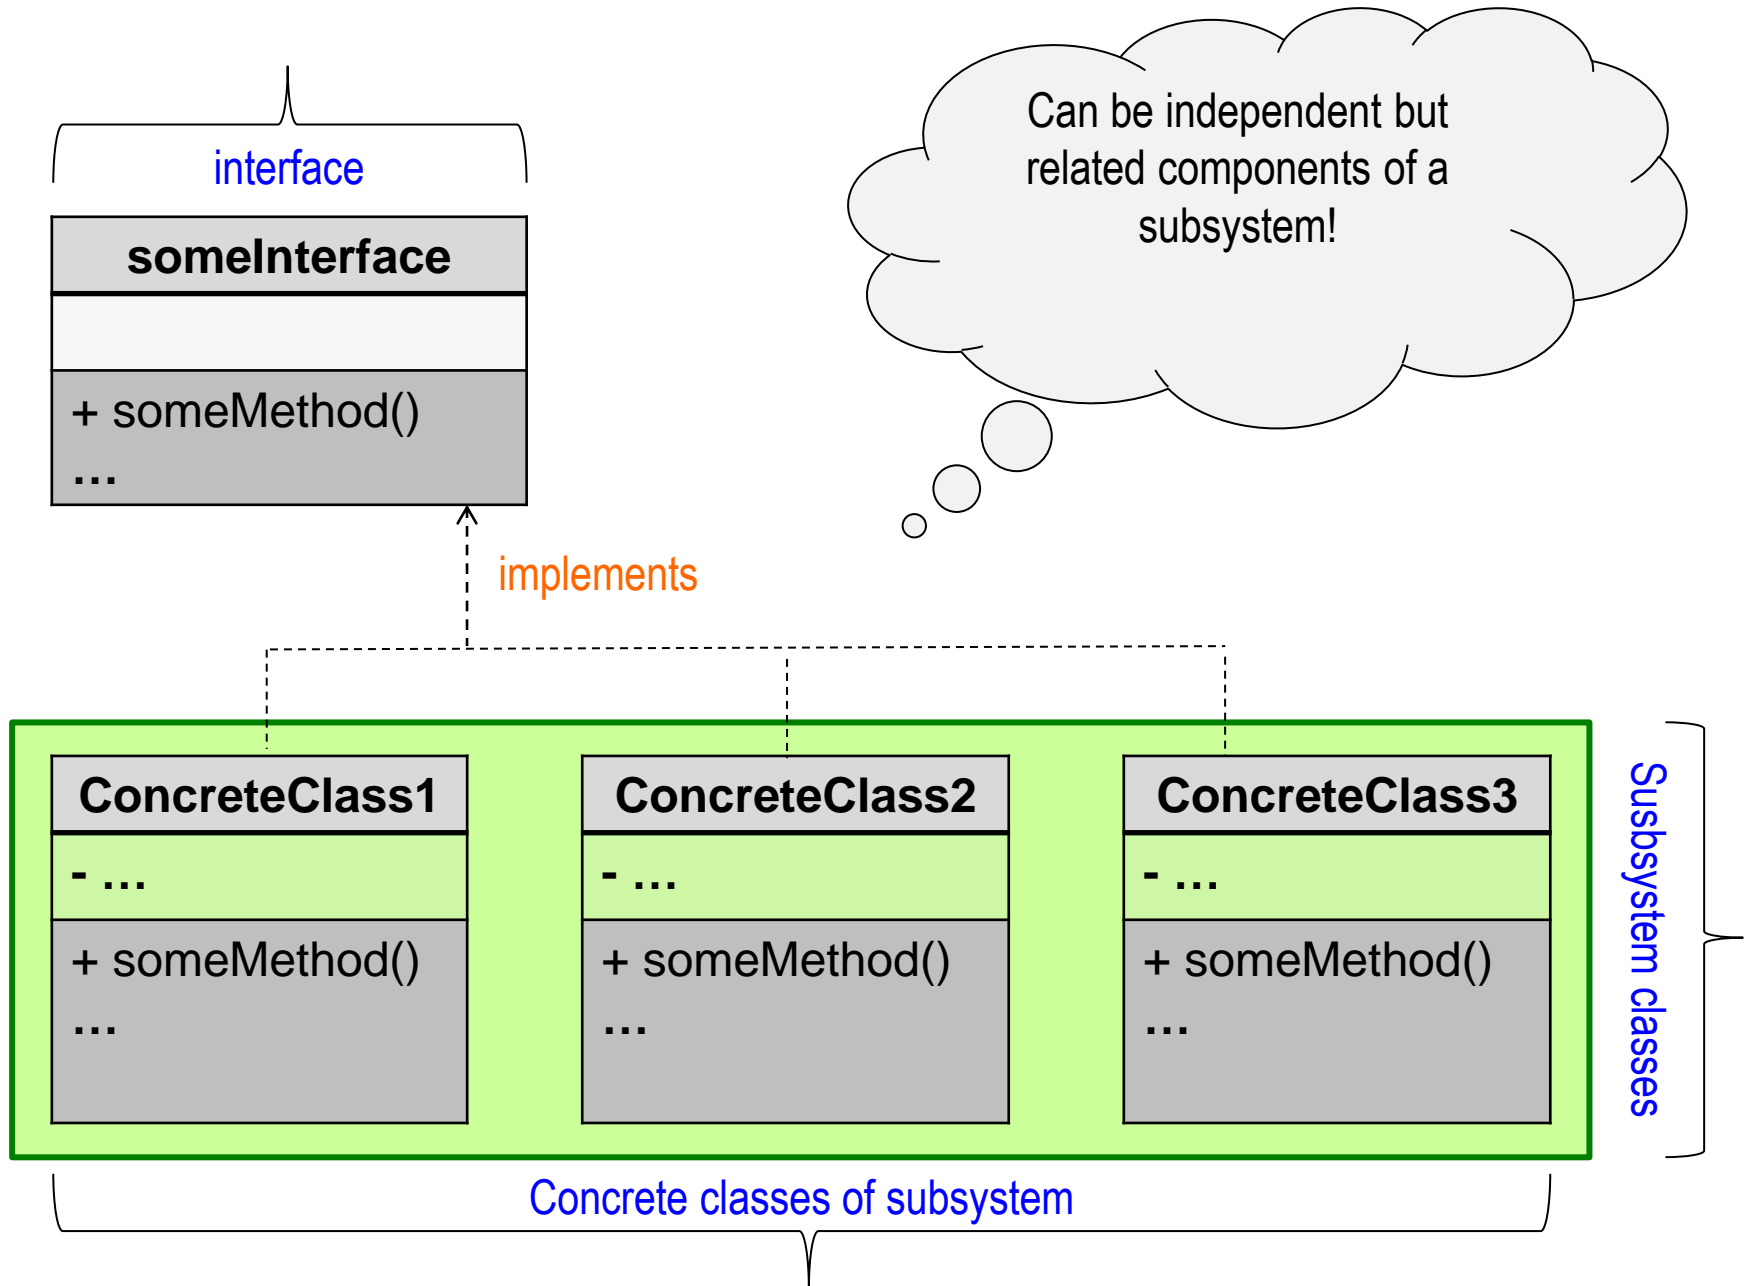 Can be independent but
related components of a
subsystem!
interface
someInterface
+ someMethod()
…
implements
ConcreteClass1
- …
+ someMethod()
…
ConcreteClass2
- …
+ someMethod()
…
ConcreteClass3
- …
+ someMethod()
…
Susbsystem classes
Concrete classes of subsystem